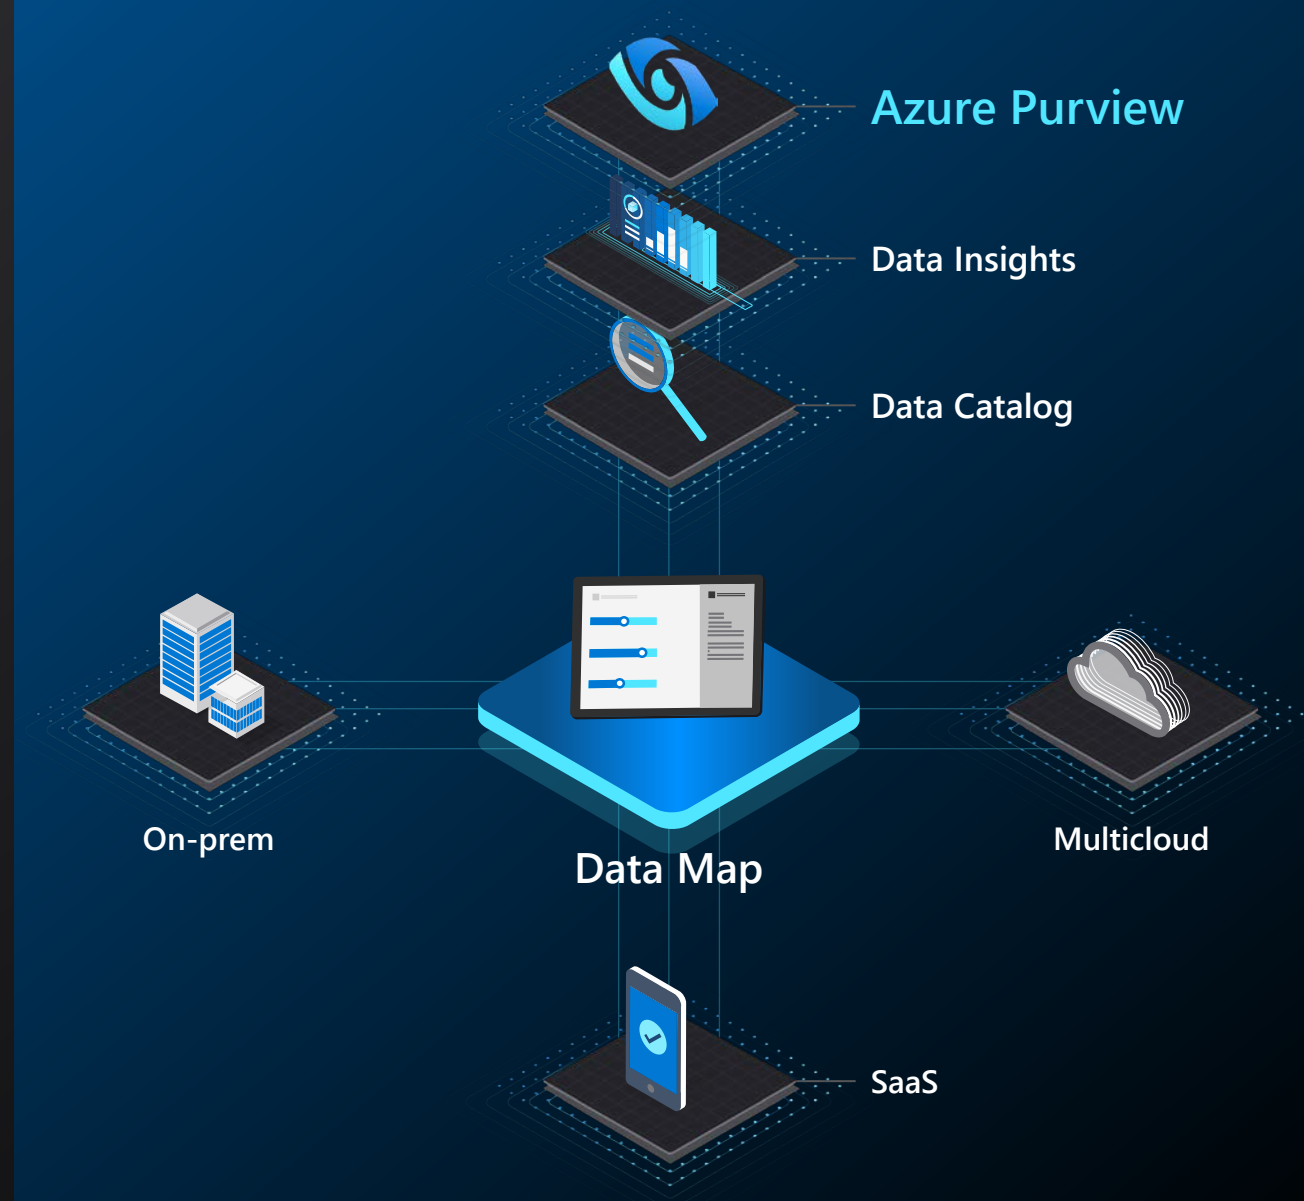 Azure Purview
Data Insights
Data Catalog
On-prem
Multicloud
Data Map
SaaS